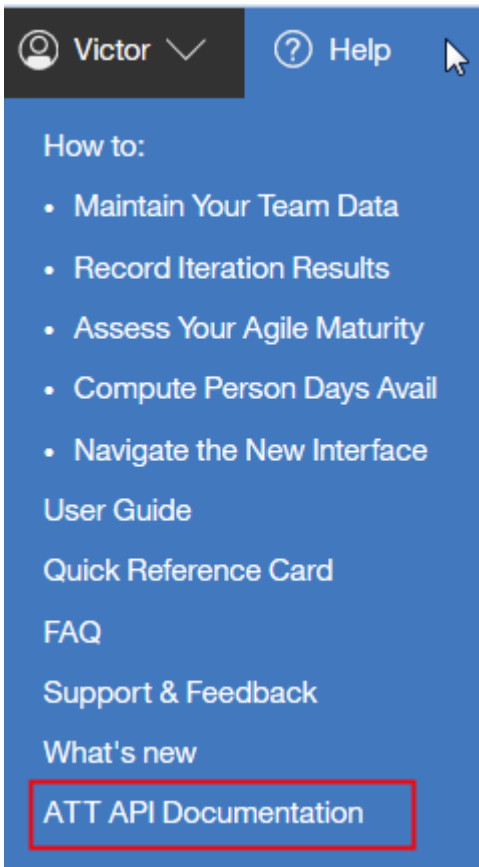 Victor Help
How to:
• Maintain Your Team Data
• Record Iteration Results
• Assess Your Agile Maturity
• Compute Person Days Avail
• Navigate the New Interface
User Guide
Quick Reference Card
FAQ
Support & Feedback
What's new
ATT API Documentation